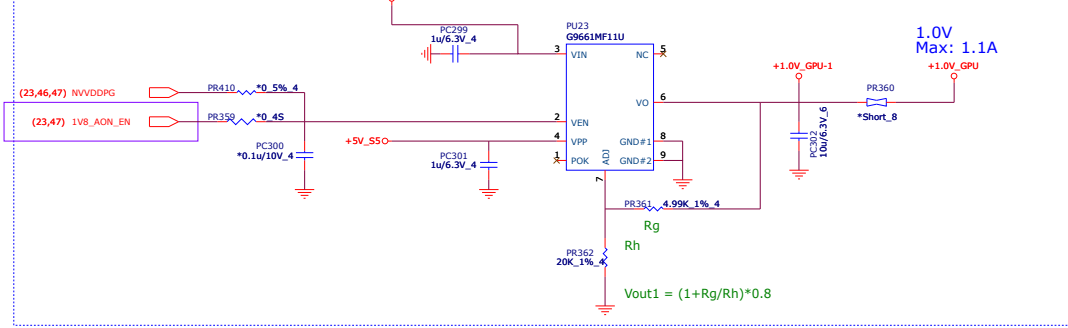 PU23
G9661MF11U
PC299
1u/6.3V_4
3
VIN
NC
5
1.0V
Max: 1.1A
+1.0V_GPU-1
+1.0V_GPU
(23,46,47) NVVDDPG
PR410
*0_5%_4
PR360
VO
6
*Short_8
(23,47) 1V8_AON_EN
PR359
*0_4S
2
VEN
PC302
10u/6.3V_6
+5V_S5
4
VPP
GND#1
8
PC300
*0.1u/10V_4
PC301
1u/6.3V_4
1
POK
ADJ
GND#2
9
7
PR361
4.99K_1%_4
Rg
Rh
PR362
20K_1%_4
Vout1 = (1+Rg/Rh)*0.8